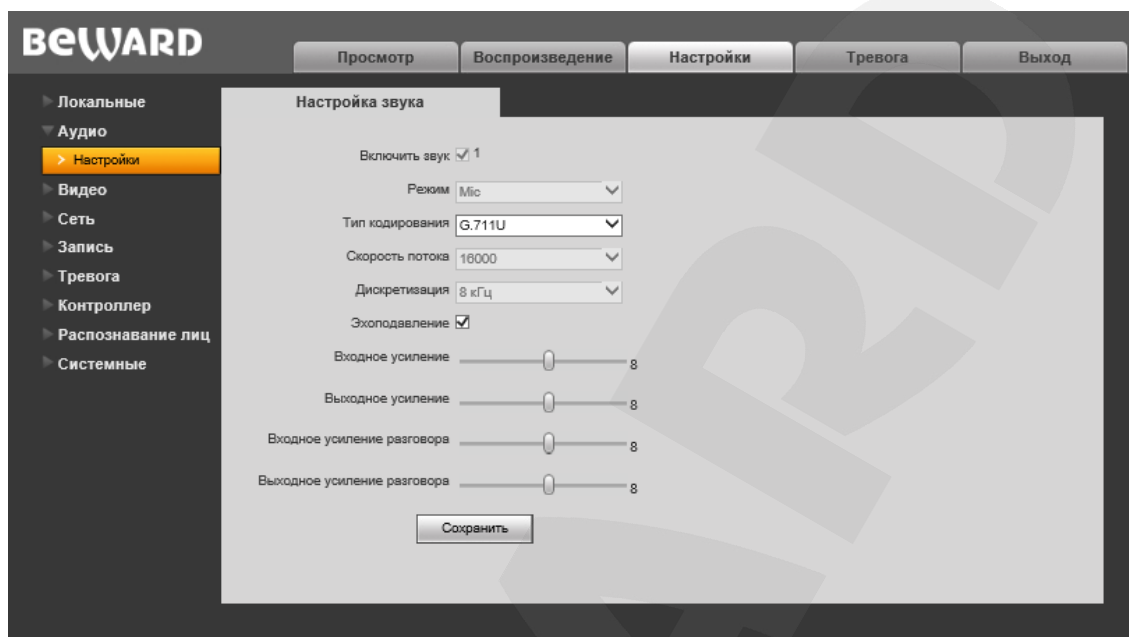 BEWARD
Просмотр Воспроизведение Настройки Тревога Выход
Локальные
Аудио
Настройки
Видео
Сеть
Запись
Тревога
Контроллер
Распознавание лиц
Системные
Настройка звука
Включить звук 1
Режим Mic
Тип кодирования G.711U
Скорость потока 16000
Дискретизация 8 кГц
Эхоподавление
Входное усиление 8
Выходное усиление 8
Входное усиление разговора 8
Выходное усиление разговора 8
Сохранить